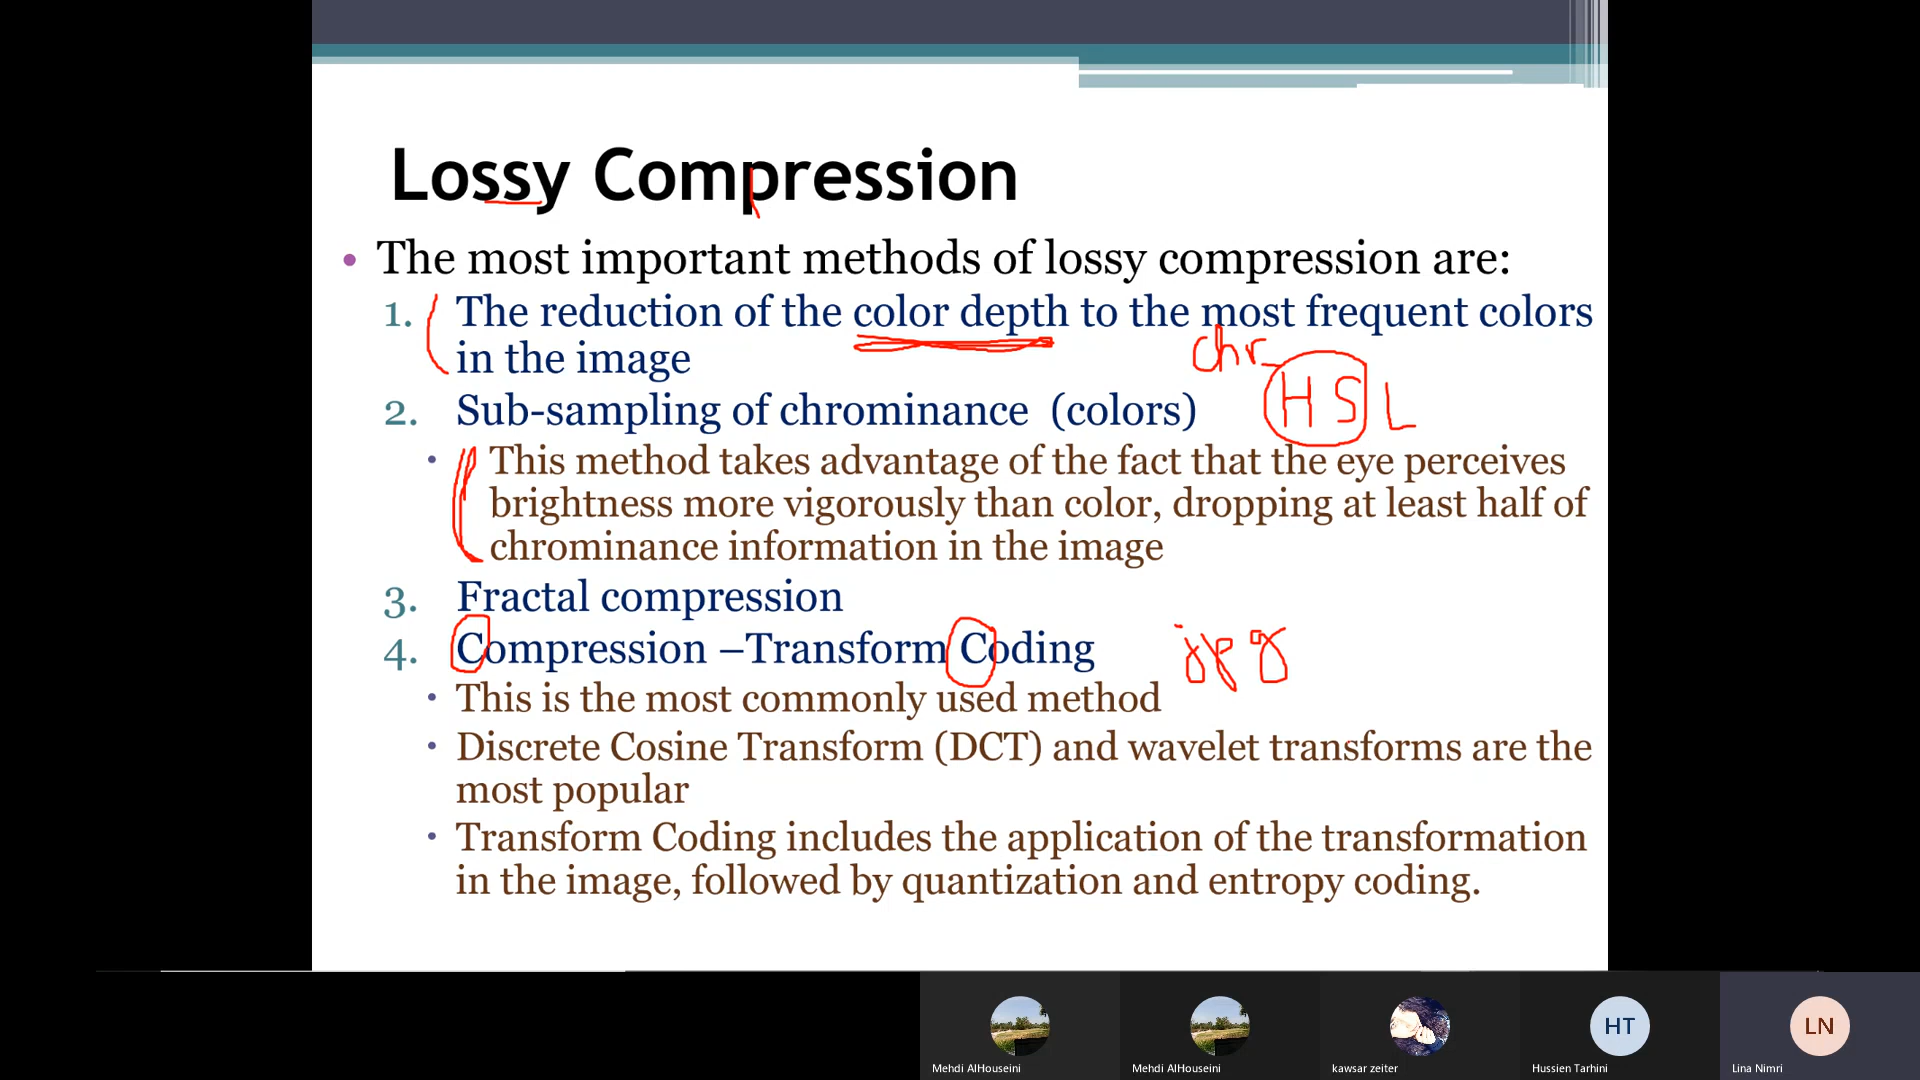 Lossy Compression
• The most important methods of lossy compression are:
1. The reduction of the color depth to the most frequent colors
in the image
chr
H S L
2. Sub-sampling of chrominance (colors)
• This method takes advantage of the fact that the eye perceives
brightness more vigorously than color, dropping at least half of
chrominance information in the image
3. Fractal compression
4. Compression –Transform Coding
jpg
• This is the most commonly used method
• Discrete Cosine Transform (DCT) and wavelet transforms are the
most popular
• Transform Coding includes the application of the transformation
in the image, followed by quantization and entropy coding.
HT
LN
Mehdi AlHouseini
Mehdi AlHouseini
kawsar zeiter
Hussien Tarhini
Lina Nimri